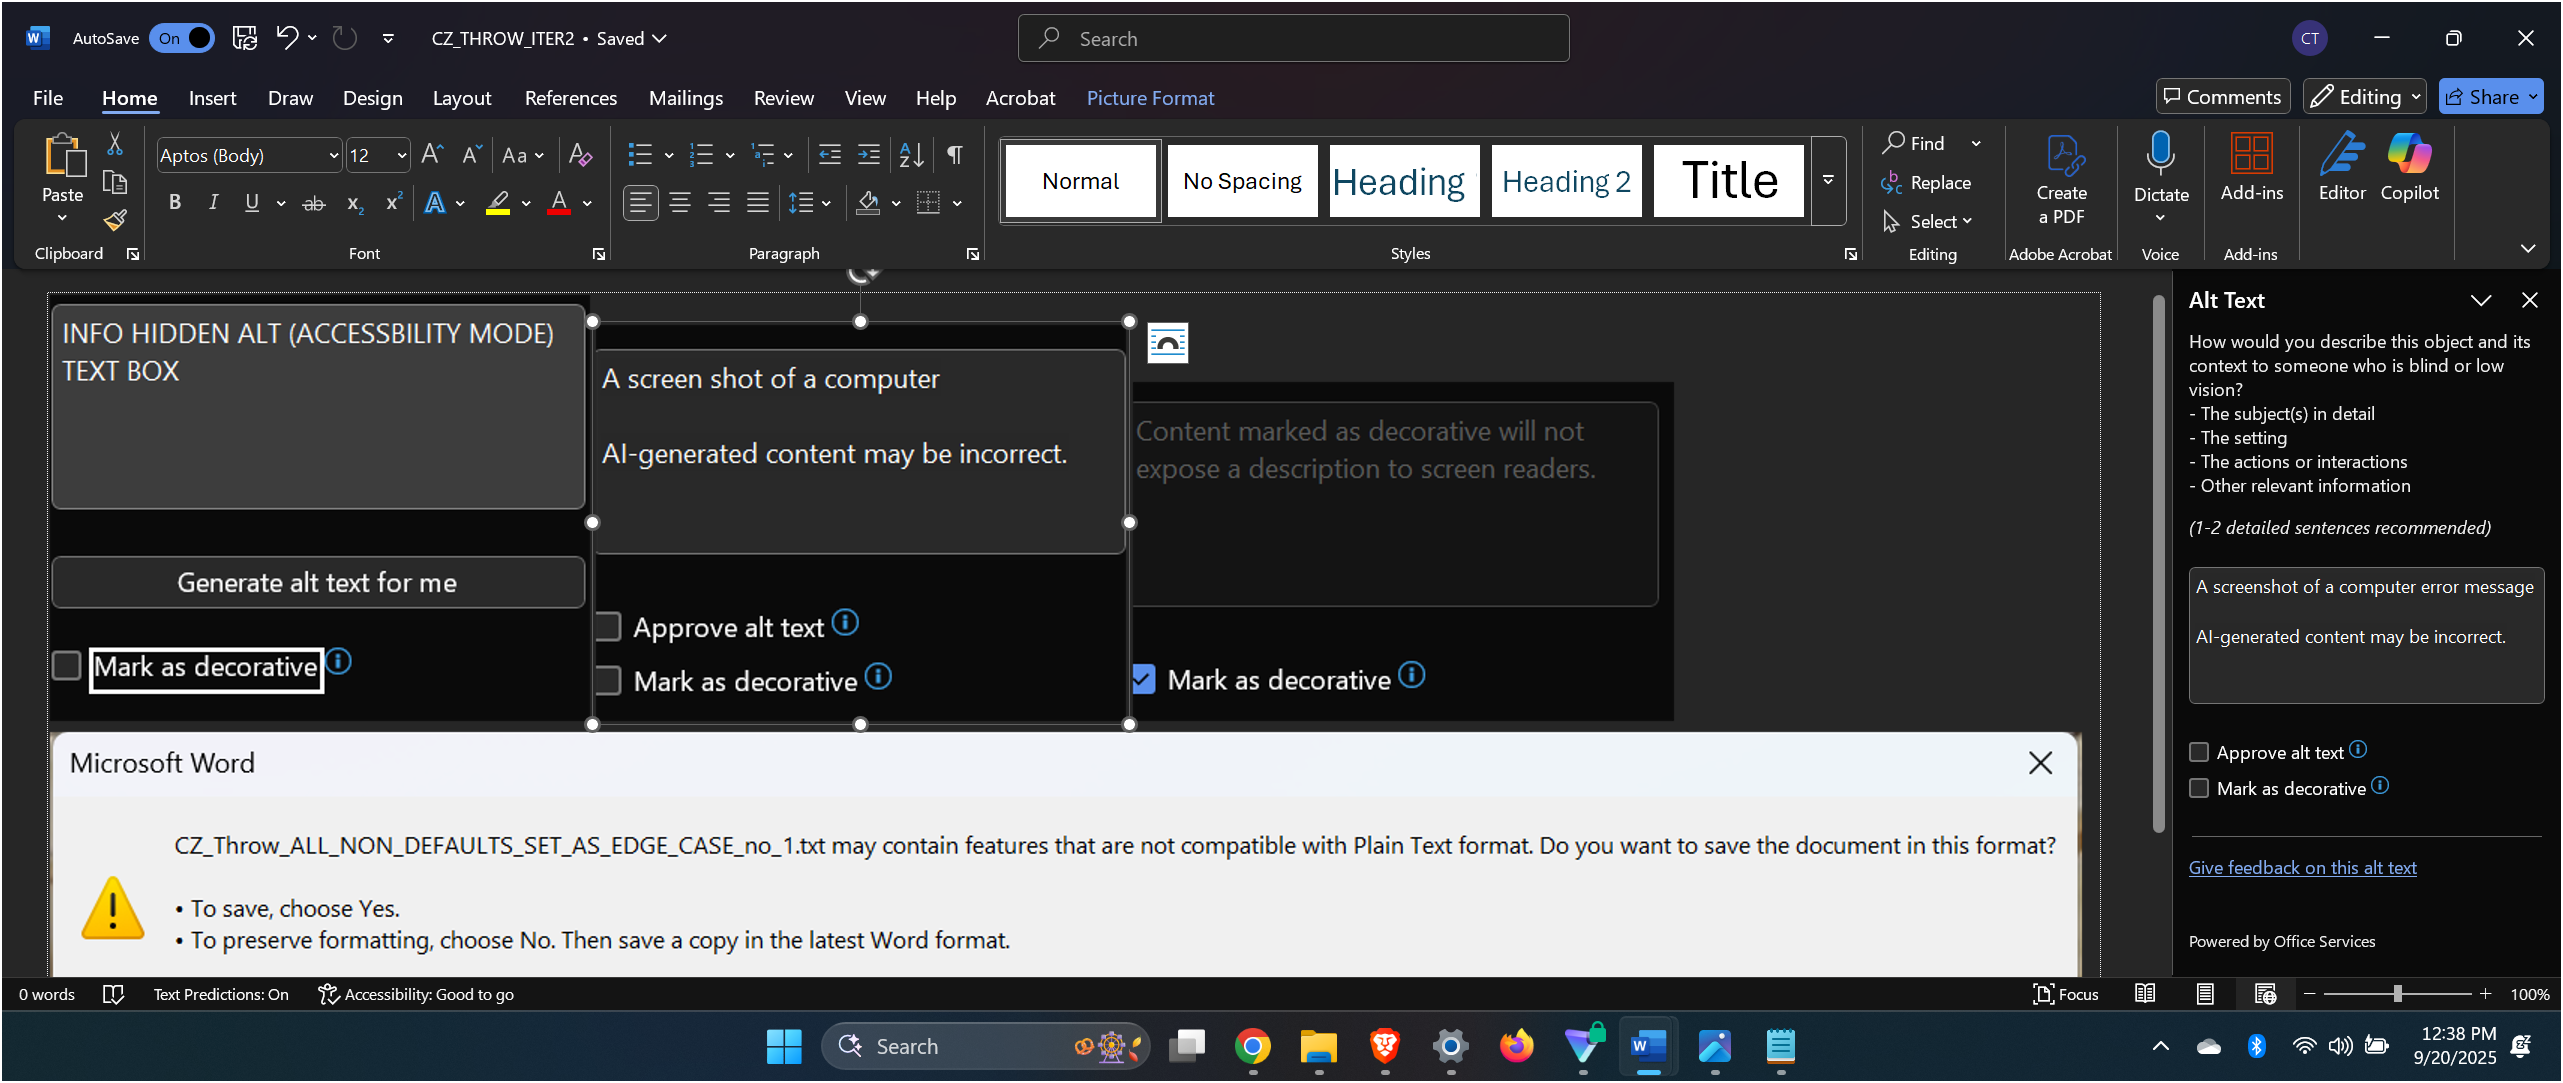 AutoSave On CZ_THROW_ITER2 • Saved Search CT
File Home Insert Draw Design Layout References Mailings Review View Help Acrobat Picture Format Comments Editing Share
Paste
Clipboard
Aptos (Body) 12 Aa
B I U ab x2 x2 A A
Font
A Z
Paragraph
Normal No Spacing Heading Heading 2 Title
Styles
Find
Replace
Select
Editing
Create
a PDF
Adobe Acrobat
Dictate
Voice
Add-ins
Add-ins
Editor Copilot
INFO HIDDEN ALT (ACCESSBILITY MODE)
TEXT BOX
Generate alt text for me
Mark as decorative
A screen shot of a computer
AI-generated content may be incorrect.
Approve alt text
Mark as decorative
Content marked as decorative will not
expose a description to screen readers.
Mark as decorative
Microsoft Word
CZ_Throw_ALL_NON_DEFAULTS_SET_AS_EDGE_CASE_no_1.txt may contain features that are not compatible with Plain Text format. Do you want to save the document in this format?
• To save, choose Yes.
• To preserve formatting, choose No. Then save a copy in the latest Word format.
Alt Text
How would you describe this object and its
context to someone who is blind or low
vision?
- The subject(s) in detail
- The setting
- The actions or interactions
- Other relevant information
(1-2 detailed sentences recommended)
A screenshot of a computer error message
AI-generated content may be incorrect.
Approve alt text
Mark as decorative
Give feedback on this alt text
Powered by Office Services
0 words Text Predictions: On Accessibility: Good to go Focus 100%
Search
12:38 PM
9/20/2025